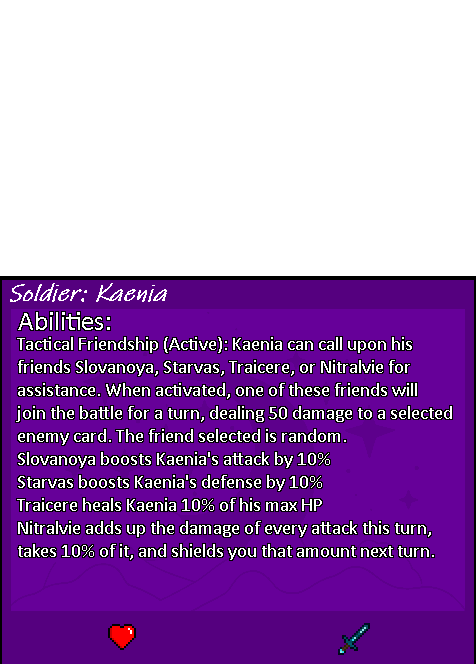 Soldier: Kaenia
Abilities:
Tactical Friendship (Active): Kaenia can call upon his
friends Slovanoya, Starvas, Traicere, or Nitralvie for
assistance. When activated, one of these friends will
join the battle for a turn, dealing 50 damage to a selected
enemy card. The friend selected is random.
Slovanoya boosts Kaenia's attack by 10%
Starvas boosts Kaenia's defense by 10%
Traicere heals Kaenia 10% of his max HP
Nitralvie adds up the damage of every attack this turn,
takes 10% of it, and shields you that amount next turn.